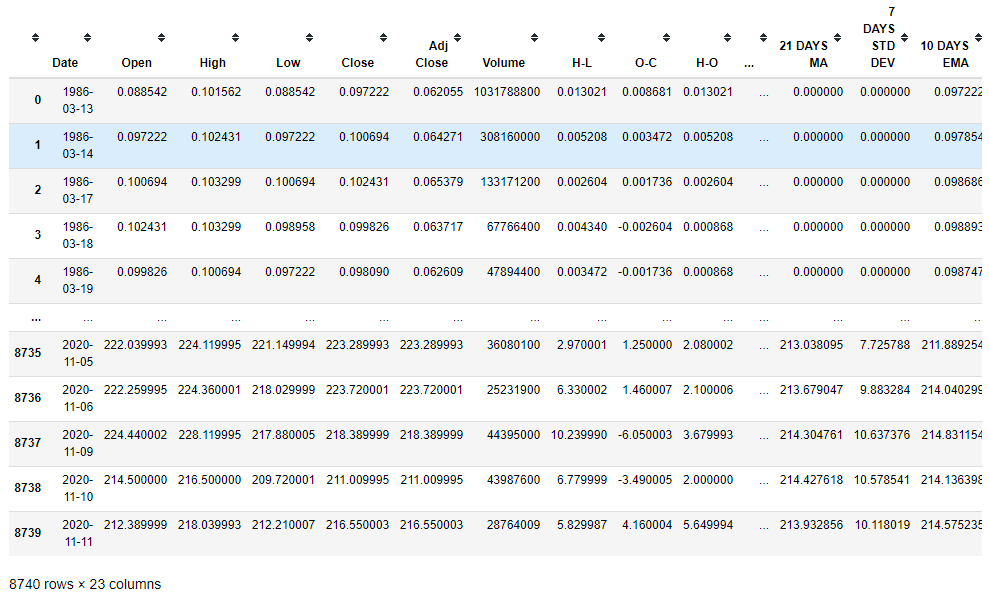 Date Open High Low Close Adj Close Volume H-L O-C H-O ... 21 DAYS MA 7 DAYS STD DEV 10 DAYS EMA
0 1986-03-13 0.088542 0.101562 0.088542 0.097222 0.062055 1031788800 0.013021 0.008681 0.013021 ... 0.000000 0.000000 0.097222
1 1986-03-14 0.097222 0.102431 0.097222 0.100694 0.064271 308160000 0.005208 0.003472 0.005208 ... 0.000000 0.000000 0.097854
2 1986-03-17 0.100694 0.103299 0.100694 0.102431 0.065379 133171200 0.002604 0.001736 0.002604 ... 0.000000 0.000000 0.098686
3 1986-03-18 0.102431 0.103299 0.098958 0.099826 0.063717 67766400 0.004340 -0.002604 0.000868 ... 0.000000 0.000000 0.098893
4 1986-03-19 0.099826 0.100694 0.097222 0.098090 0.062609 47894400 0.003472 -0.001736 0.000868 ... 0.000000 0.000000 0.098747
... ... ... ... ... ... ... ... ... ... ... ... ... ... ...
8735 2020-11-05 222.039993 224.119995 221.149994 223.289993 223.289993 36080100 2.970001 1.250000 2.080002 ... 213.038095 7.725788 211.889254
8736 2020-11-06 222.259995 224.360001 218.029999 223.720001 223.720001 25231900 6.330002 1.460007 2.100006 ... 213.679047 9.883284 214.040299
8737 2020-11-09 224.440002 228.119995 217.880005 218.389999 218.389999 44395000 10.239990 -6.050003 3.679993 ... 214.304761 10.637376 214.831154
8738 2020-11-10 214.500000 216.500000 209.720001 211.009995 211.009995 43987600 6.779999 -3.490005 2.000000 ... 214.427618 10.578541 214.136398
8739 2020-11-11 212.389999 218.039993 212.210007 216.550003 216.550003 28764009 5.829987 4.160004 5.649994 ... 213.932856 10.118019 214.575235
8740 rows × 23 columns